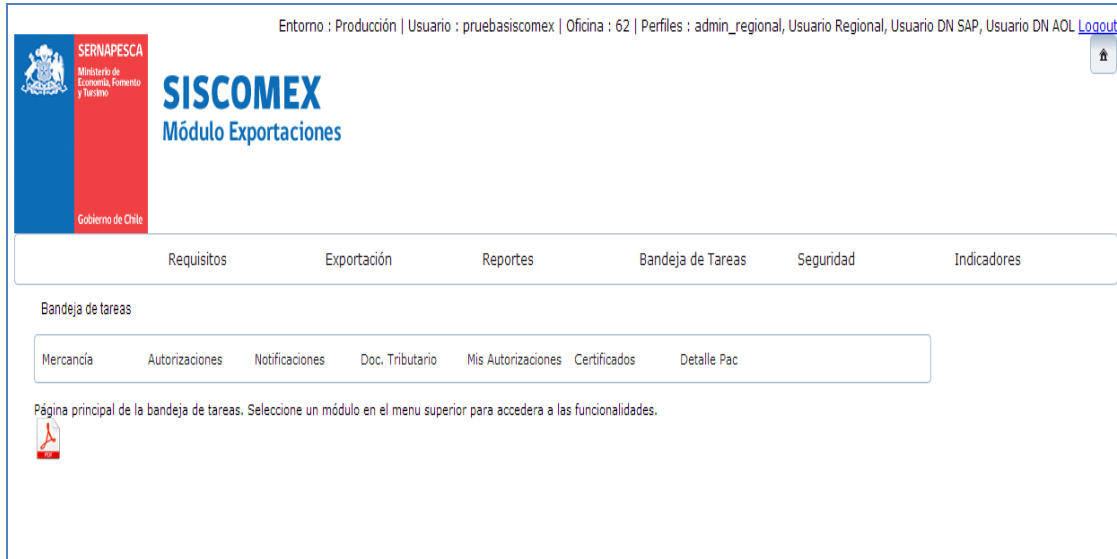 Entorno : Producción | Usuario : pruebasiscomex | Oficina : 62 | Perfiles : admin_regional, Usuario Regional, Usuario DN SAP, Usuario DN AOL Logout
SERNAPESCA
Ministerio de
Economía, Fomento
y Tursimo
Gobierno de Chile
SISCOMEX
Módulo Exportaciones
Requisitos Exportación Reportes Bandeja de Tareas Seguridad Indicadores
Bandeja de tareas
Mercancía Autorizaciones Notificaciones Doc. Tributario Mis Autorizaciones Certificados Detalle Pac
Página principal de la bandeja de tareas. Seleccione un módulo en el menu superior para accedera a las funcionalidades.
PDF